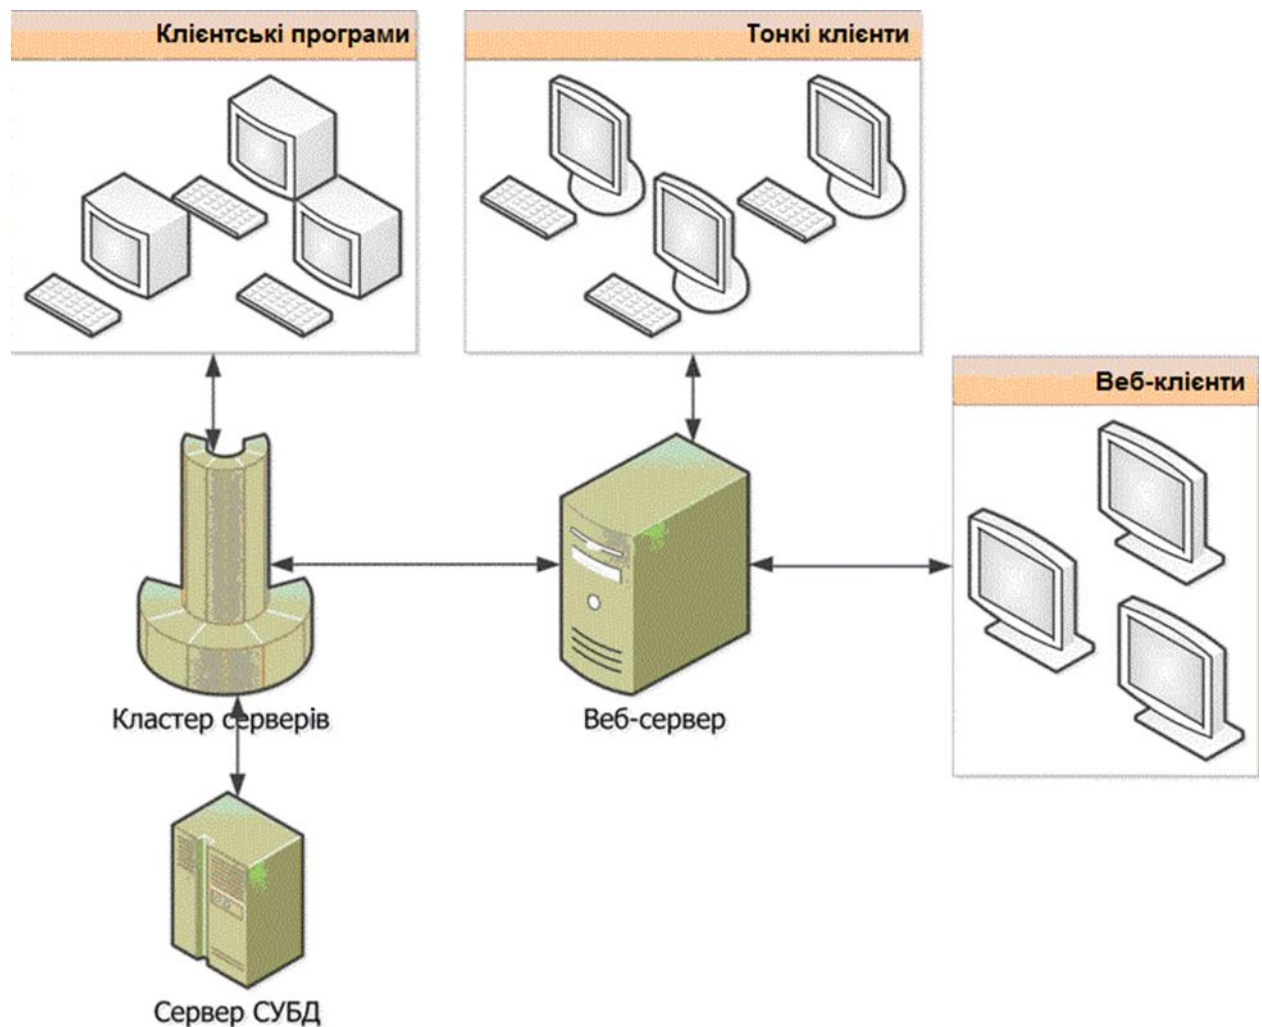 Клієнтські програми
Тонкі клієнти
Веб-клієнти
Кластер серверів
Веб-сервер
Сервер СУБД